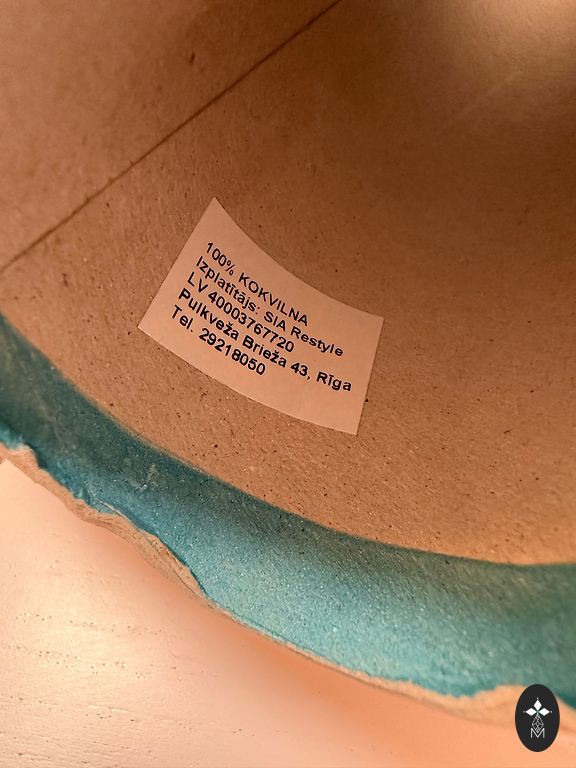 100% KOKVILNA
Izplatītājs: SIA Restyle
LV 40003767720
Pulkveža Brieža 43, Rīga
Tel. 29218050
M